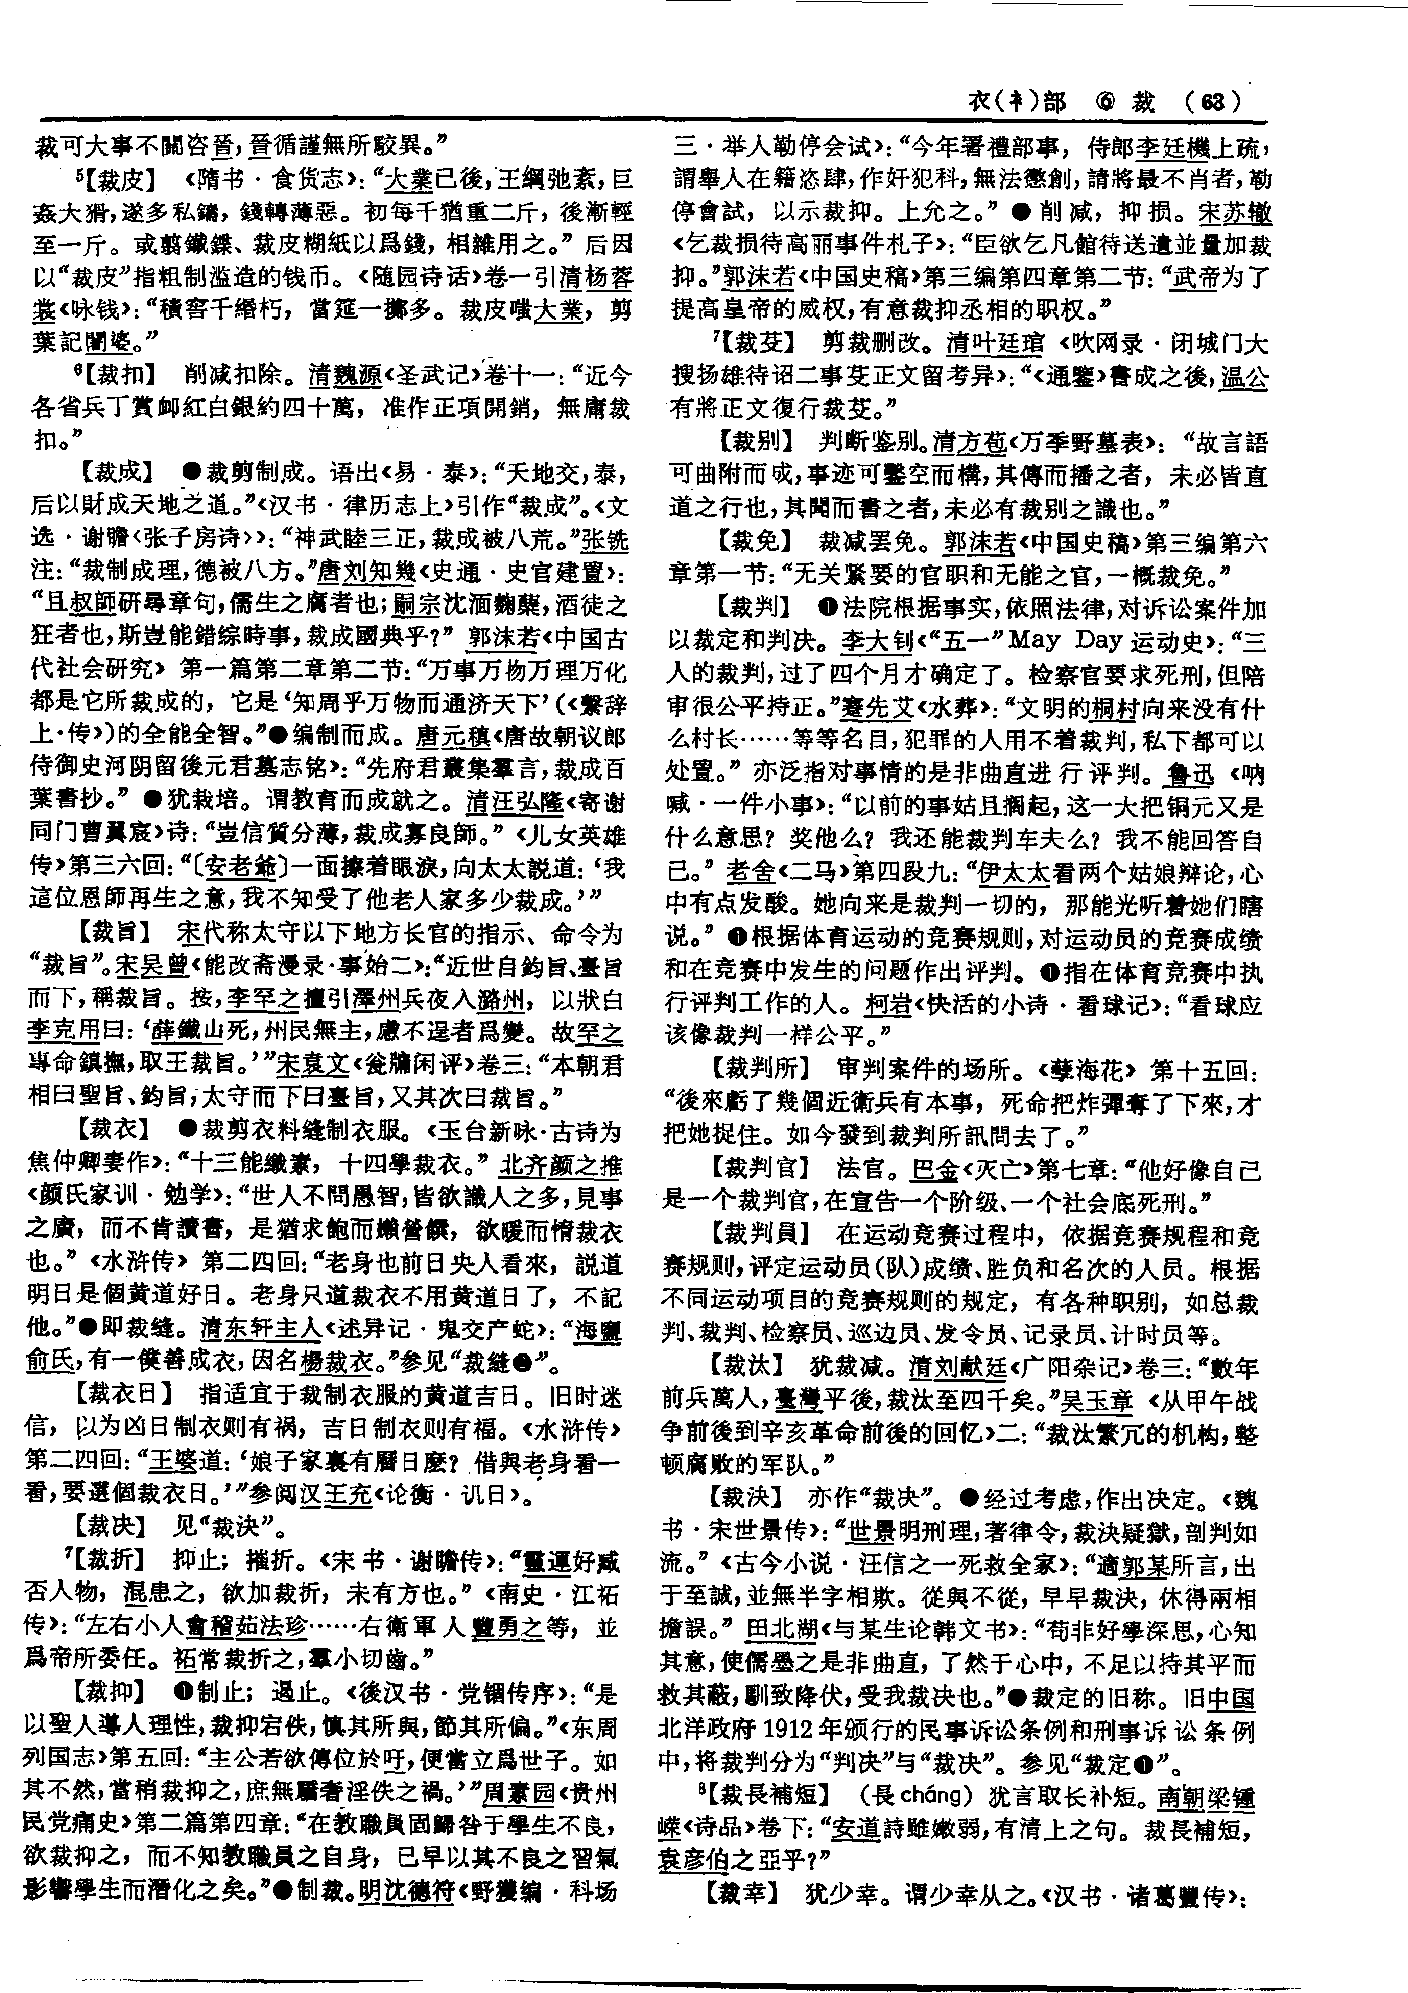 衣(衤)部 ⑥ 裁 (63)
裁可大事不關咨晉，晉循謹無所駮異。”
⁵【裁皮】 《隋书·食货志》：“大業已後，王綱弛紊，巨
姦大猾，遂多私鑄，錢轉薄惡。初每千猶重二斤，後漸輕
至一斤。或翦鐵鍱、裁皮糊紙以爲錢，相雜用之。”后因
以“裁皮”指粗制滥造的钱币。《随园诗话》卷一引清杨蓉
裳《咏钱》：“積窖千緡朽，當筵一擲多。裁皮嗤大業，剪
葉記闍婆。”
⁶【裁扣】 削减扣除。清魏源《圣武记》卷十一：“近今
各省兵丁賞卹紅白銀約四十萬，准作正項開銷，無庸裁
扣。”
【裁成】 ●裁剪制成。语出《易·泰》：“天地交，泰，
后以財成天地之道。”《汉书·律历志上》引作“裁成”。《文
选·谢瞻〈张子房诗〉》：“神武睦三正，裁成被八荒。”张铣
注：“裁制成理，德被八方。”唐刘知幾《史通·史官建置》：
“且叔師研尋章句，儒生之腐者也；嗣宗沈湎麴糵，酒徒之
狂者也，斯豈能錯綜時事，裁成國典乎？” 郭沫若《中国古
代社会研究》 第一篇第二章第二节：“万事万物万理万化
都是它所裁成的，它是‘知周乎万物而通济天下’（《繫辞
上·传》）的全能全智。”●编制而成。唐元稹《唐故朝议郎
侍御史河阴留後元君墓志铭》：“先府君叢集羣言，裁成百
葉書抄。” ●犹栽培。谓教育而成就之。清汪弘隆《寄谢
同门曹翼宸》诗：“豈信質分薄，裁成寡良師。”《儿女英雄
传》第三六回：“〔安老爺〕一面擦着眼淚，向太太説道：‘我
這位恩師再生之意，我不知受了他老人家多少裁成。’”
【裁旨】 宋代称太守以下地方长官的指示、命令为
“裁旨”。宋吴曾《能改斋漫录·事始二》：“近世自鈞旨、臺旨
而下，稱裁旨。按，李罕之擅引澤州兵夜入潞州，以狀白
李克用曰：‘薛鐵山死，州民無主，慮不逞者爲變。故罕之
專命鎮撫，取王裁旨。’”宋袁文《瓮牖闲评》卷三：“本朝君
相曰聖旨、鈞旨；太守而下曰臺旨，又其次曰裁旨。”
【裁衣】 ●裁剪衣料缝制衣服。《玉台新咏·古诗为
焦仲卿妻作》：“十三能織素，十四學裁衣。”北齐颜之推
《颜氏家训·勉学》：“世人不問愚智，皆欲識人之多，見事
之廣，而不肯讀書，是猶求飽而嬾營饌，欲暖而惰裁衣
也。”《水浒传》 第二四回：“老身也前日央人看來，説道
明日是個黄道好日。老身只道裁衣不用黄道日了，不記
他。”●即裁缝。清东轩主人《述异记·鬼交产蛇》：“海鹽
俞氏，有一僕善成衣，因名楊裁衣。”参见“裁缝●”。
【裁衣日】 指适宜于裁制衣服的黄道吉日。旧时迷
信，以为凶日制衣则有祸，吉日制衣则有福。《水浒传》
第二四回：“王婆道：‘娘子家裏有曆日麽？借與老身看一
看，要選個裁衣日。’”参阅汉王充《论衡·讥日》。
【裁决】 见“裁決”。
⁷【裁折】 抑止；摧折。《宋书·谢瞻传》：“靈運好臧
否人物，混患之，欲加裁折，未有方也。”《南史·江祏
传》：“左右小人會稽茹法珍……右衛軍人豐勇之等，並
爲帝所委任。祏常裁折之，羣小切齒。”
【裁抑】 ❶制止；遏止。《後汉书·党锢传序》：“是
以聖人導人理性，裁抑宕佚，慎其所與，節其所偏。”《东周
列国志》第五回：“主公若欲傳位於吁，便當立爲世子。如
其不然，當稍裁抑之，庶無驕奢淫佚之禍。’”周素园《贵州
民党痛史》第二篇第四章：“在教職員固歸咎于學生不良，
欲裁抑之，而不知教職員之自身，已早以其不良之習氣
影響學生而潛化之矣。”●制裁。明沈德符《野獲编·科场
三·举人勒停会试》：“今年署禮部事，侍郎李廷機上疏，
謂舉人在籍恣肆，作奸犯科，無法懲創，請將最不肖者，勒
停會試，以示裁抑。上允之。”●削减，抑损。宋苏辙
《乞裁损待高丽事件札子》：“臣欲乞凡館待送遺並量加裁
抑。”郭沫若《中国史稿》第三编第四章第二节：“武帝为了
提高皇帝的威权，有意裁抑丞相的职权。”
⁷【裁芟】 剪裁删改。清叶廷琯《吹网录·闭城门大
搜扬雄待诏二事芟正文留考异》：“《通鑒》書成之後，温公
有將正文復行裁芟。”
【裁别】 判断鉴别。清方苞《万季野墓表》：“故言語
可曲附而成，事迹可鑿空而構，其傳而播之者，未必皆直
道之行也，其聞而書之者，未必有裁别之識也。”
【裁免】 裁减罢免。郭沫若《中国史稿》第三编第六
章第一节：“无关紧要的官职和无能之官，一概裁免。”
【裁判】 ❶法院根据事实，依照法律，对诉讼案件加
以裁定和判决。李大钊《“五一”May Day运动史》：“三
人的裁判，过了四个月才确定了。检察官要求死刑，但陪
审很公平持正。”蹇先艾《水葬》：“文明的桐村向来没有什
么村长……等等名目，犯罪的人用不着裁判，私下都可以
处置。”亦泛指对事情的是非曲直进行评判。鲁迅《呐
喊·一件小事》：“以前的事姑且搁起，这一大把铜元又是
什么意思？奖他么？我还能裁判车夫么？我不能回答自
己。”老舍《二马》第四段九：“伊太太看两个姑娘辩论，心
中有点发酸。她向来是裁判一切的，那能光听着她们瞎
说。”●根据体育运动的竞赛规则，对运动员的竞赛成绩
和在竞赛中发生的问题作出评判。●指在体育竞赛中执
行评判工作的人。柯岩《快活的小诗·看球记》：“看球应
该像裁判一样公平。”
【裁判所】 审判案件的场所。《孽海花》 第十五回：
“後來虧了幾個近衛兵有本事，死命把炸彈奪了下來，才
把她捉住。如今發到裁判所訊問去了。”
【裁判官】 法官。巴金《灭亡》第七章：“他好像自己
是一个裁判官，在宣告一个阶级、一个社会底死刑。”
【裁判員】 在运动竞赛过程中，依据竞赛规程和竞
赛规则，评定运动员（队）成绩、胜负和名次的人员。根据
不同运动项目的竞赛规则的规定，有各种职别，如总裁
判、裁判、检察员、巡边员、发令员、记录员、计时员等。
【裁汰】 犹裁减。清刘献廷《广阳杂记》卷三：“數年
前兵萬人，臺灣平後，裁汰至四千矣。”吴玉章《从甲午战
争前後到辛亥革命前後的回忆》二：“裁汰繁冗的机构，整
顿腐败的军队。”
【裁決】 亦作“裁决”。●经过考虑，作出决定。《魏
书·宋世景传》：“世景明刑理，著律令，裁決疑獄，剖判如
流。”《古今小说·汪信之一死救全家》：“適郭某所言，出
于至誠，並無半字相欺。從與不從，早早裁決，休得兩相
擔誤。” 田北湖《与某生论韩文书》：“苟非好學深思，心知
其意，使儒墨之是非曲直，了然于心中，不足以持其平而
救其蔽，馴致降伏，受我裁决也。”●裁定的旧称。旧中国
北洋政府1912年颁行的民事诉讼条例和刑事诉讼条例
中，将裁判分为“判决”与“裁决”。参见“裁定❶”。
⁸【裁長補短】 （長cháng）犹言取长补短。南朝梁锺
嵘《诗品》卷下：“安道詩雖嫩弱，有清上之句。裁長補短，
袁彦伯之亞乎？”
【裁幸】 犹少幸。谓少幸从之。《汉书·诸葛豐传》：